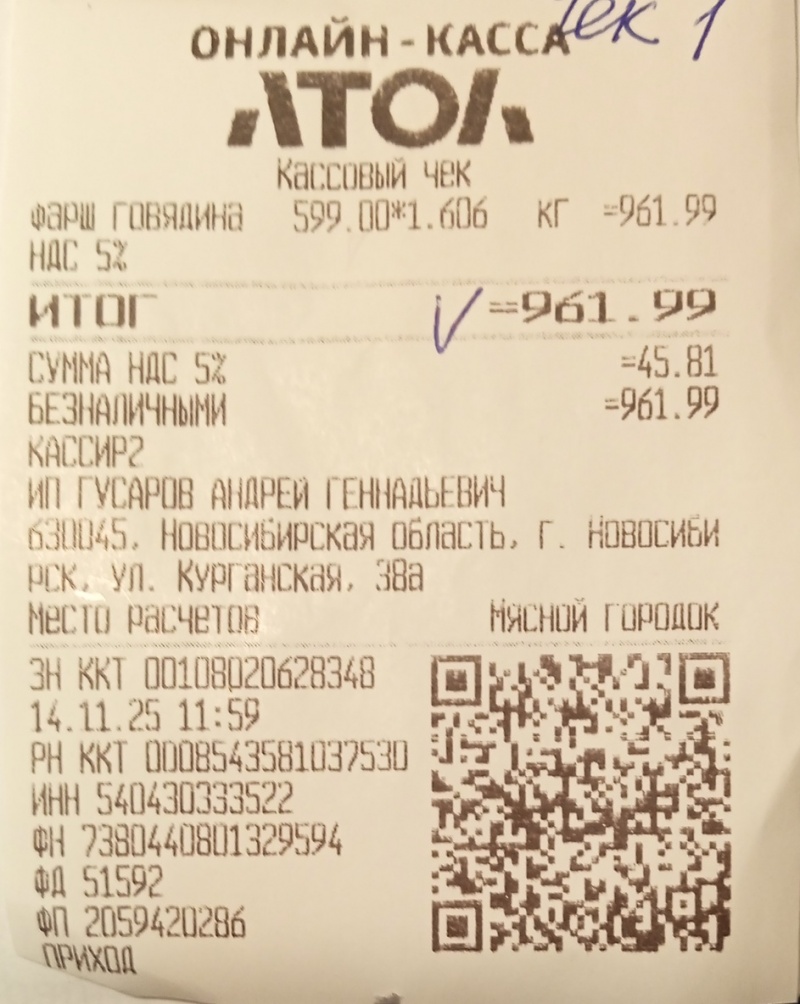 Чек 1
ОНЛАЙН-КАССА
АТОЛ
Кассовый чек
ФАРШ ГОВЯДИНА 599.00*1.606 КГ =961.99
НДС 5%
ИТОГ =961.99
СУММА НДС 5% =45.81
БЕЗНАЛИЧНЫМИ =961.99
КАССИР2
ИП ГУСАРОВ АНДРЕЙ ГЕННАДЬЕВИЧ
630045, Новосибирская область, г. Новосиби
рск, ул. Курганская, 38а
Место расчетов Мясной городок
ЗН ККТ 00108020628348
14.11.25 11:59
РН ККТ 0008543581037530
ИНН 540430333522
ФН 7380440801329594
ФД 51592
ФП 2059420286
ПРИХОД